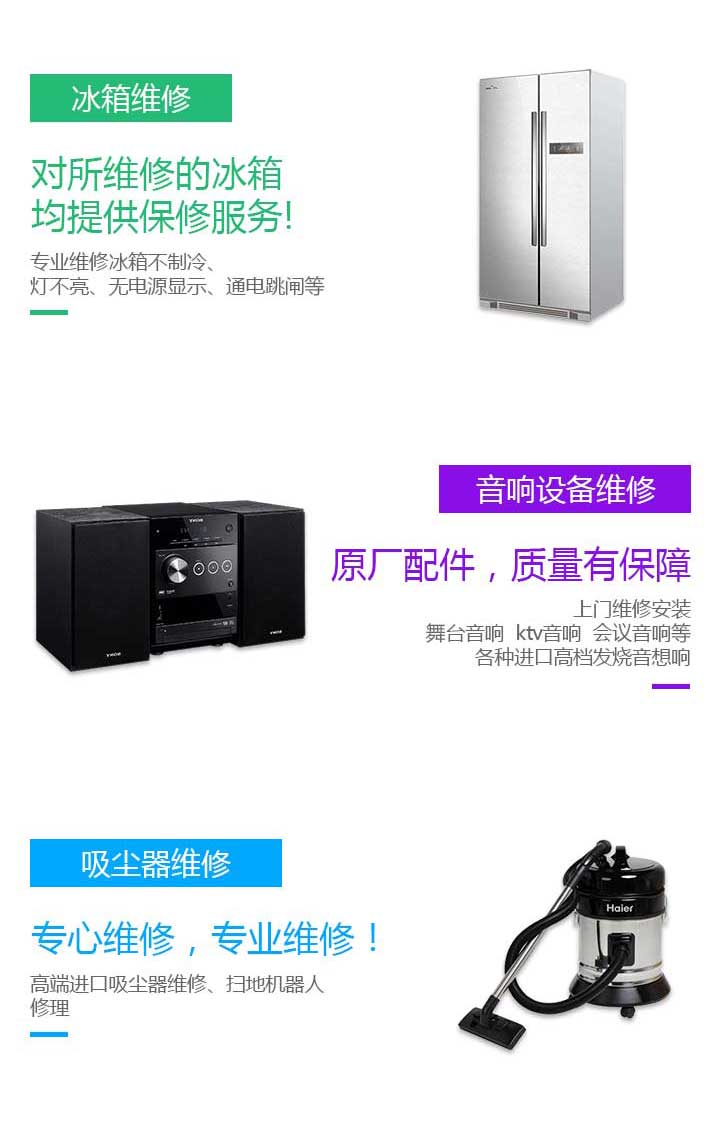 冰箱维修
对所维修的冰箱
均提供保修服务!
专业维修冰箱不制冷、
灯不亮、无电源显示、通电跳闸等
音响设备维修
原厂配件，质量有保障
上门维修安装
舞台音响 ktv音响 会议音响等
各种进口高档发烧音想响
吸尘器维修
专心维修，专业维修！
Haier
高端进口吸尘器维修、扫地机器人
修理